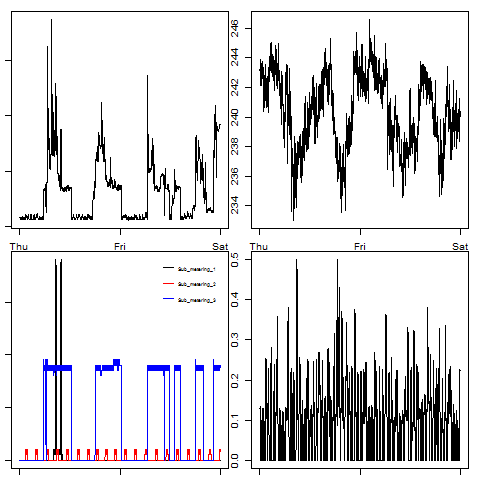 246
244
242
240
238
236
234
Thu Fri Sat
Thu Fri Sat
Sub_metering_1
Sub_metering_2
Sub_metering_3
0.5
0.4
0.3
0.2
0.1
0.0